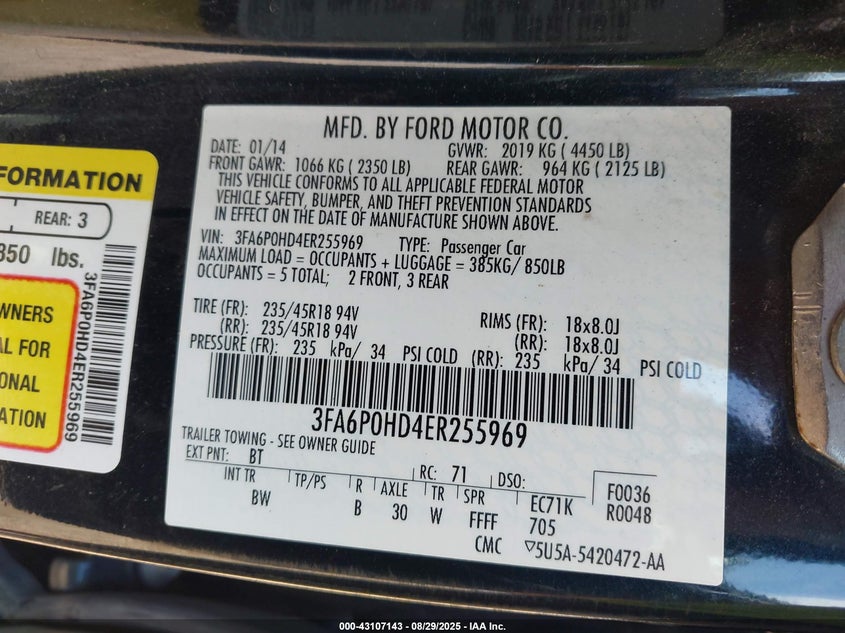 MFD. BY FORD MOTOR CO.
DATE: 01/14 GVWR: 2019 KG ( 4450 LB)
FRONT GAWR: 1066 KG ( 2350 LB) REAR GAWR: 964 KG ( 2125 LB)
THIS VEHICLE CONFORMS TO ALL APPLICABLE FEDERAL MOTOR
VEHICLE SAFETY, BUMPER, AND THEFT PREVENTION STANDARDS
IN EFFECT ON THE DATE OF MANUFACTURE SHOWN ABOVE.
VIN: 3FA6P0HD4ER255969 TYPE: Passenger Car
MAXIMUM LOAD = OCCUPANTS + LUGGAGE = 385KG/ 850LB
OCCUPANTS = 5 TOTAL; 2 FRONT, 3 REAR
TIRE (FR): 235/45R18 94V RIMS (FR): 18x8.0J
(RR): 235/45R18 94V (RR): 18x8.0J
PRESSURE (FR): 235 kPa/ 34 PSI COLD (RR): 235 kPa/ 34 PSI COLD
3FA6P0HD4ER255969
TRAILER TOWING - SEE OWNER GUIDE
EXT PNT: BT RC: 71 DSO:
INT TR TP/PS R AXLE TR SPR EC71K F0036
BW B 30 W FFFF 705 R0048
CMC ▽5U5A-5420472-AA
FORMATION
REAR: 3
850 lbs.
WNERS
AL FOR
ONAL
ATION
3FA6P0HD4ER255969
000-43107143 - 08/29/2025 - IAA Inc.